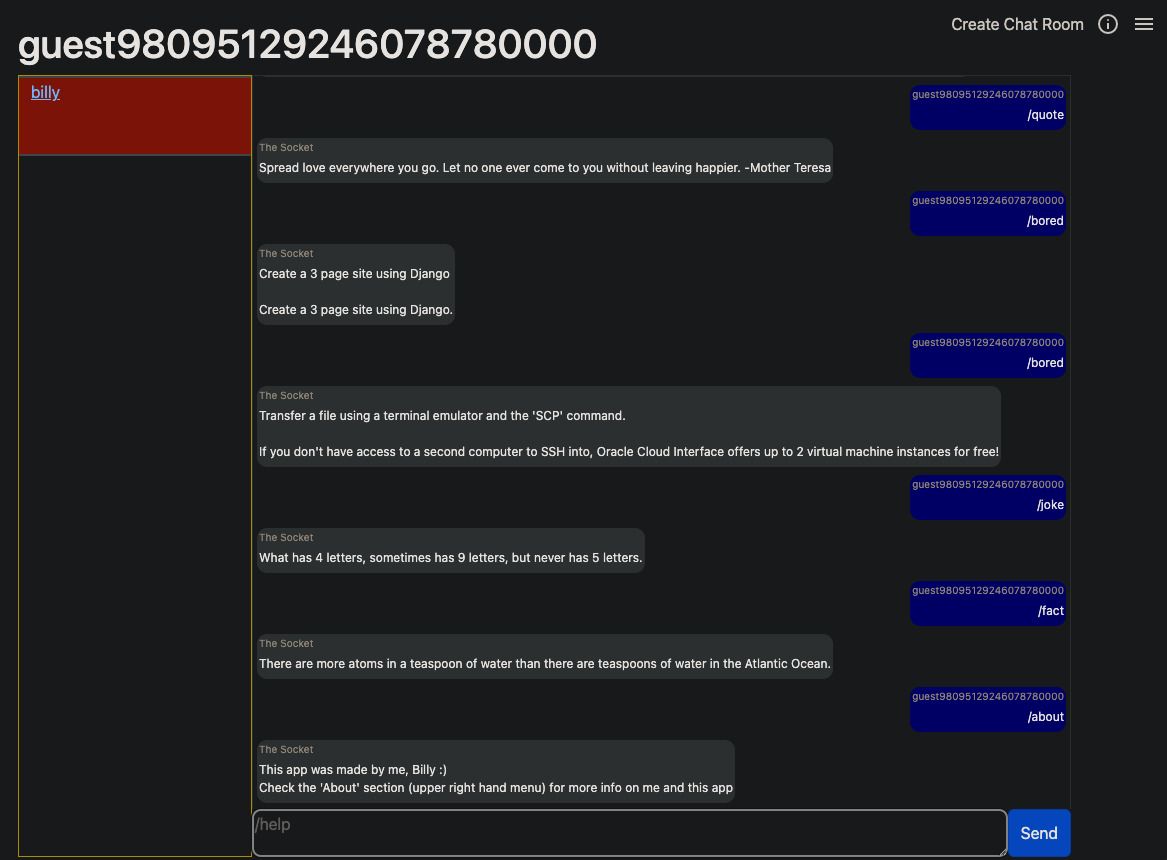 Create Chat Room
guest98095129246078780000
billy
guest98095129246078780000
/quote
The Socket
Spread love everywhere you go. Let no one ever come to you without leaving happier. -Mother Teresa
guest98095129246078780000
/bored
The Socket
Create a 3 page site using Django
Create a 3 page site using Django.
guest98095129246078780000
/bored
The Socket
Transfer a file using a terminal emulator and the 'SCP' command.
If you don't have access to a second computer to SSH into, Oracle Cloud Interface offers up to 2 virtual machine instances for free!
guest98095129246078780000
/joke
The Socket
What has 4 letters, sometimes has 9 letters, but never has 5 letters.
guest98095129246078780000
/fact
The Socket
There are more atoms in a teaspoon of water than there are teaspoons of water in the Atlantic Ocean.
guest98095129246078780000
/about
The Socket
This app was made by me, Billy :)
Check the 'About' section (upper right hand menu) for more info on me and this app
/help
Send